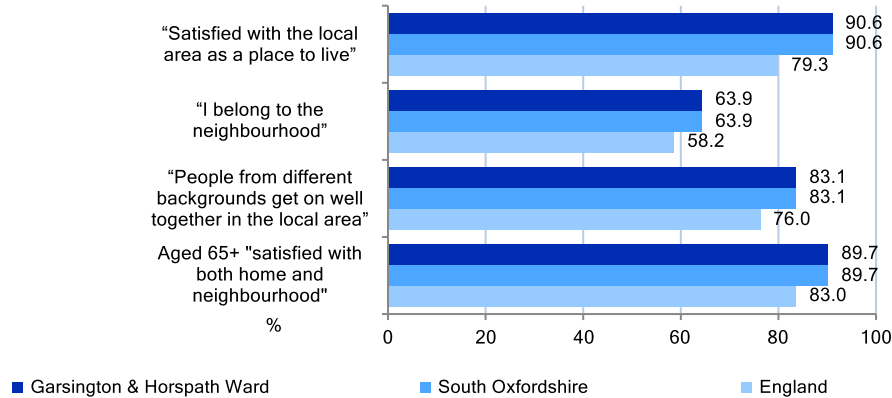 “Satisfied with the local
area as a place to live”
90.6
90.6
79.3
“I belong to the
neighbourhood”
63.9
63.9
58.2
“People from different
backgrounds get on well
together in the local area”
83.1
83.1
76.0
Aged 65+ "satisfied with
both home and
neighbourhood"
89.7
89.7
83.0
%
0 20 40 60 80 100
Garsington & Horspath Ward South Oxfordshire England